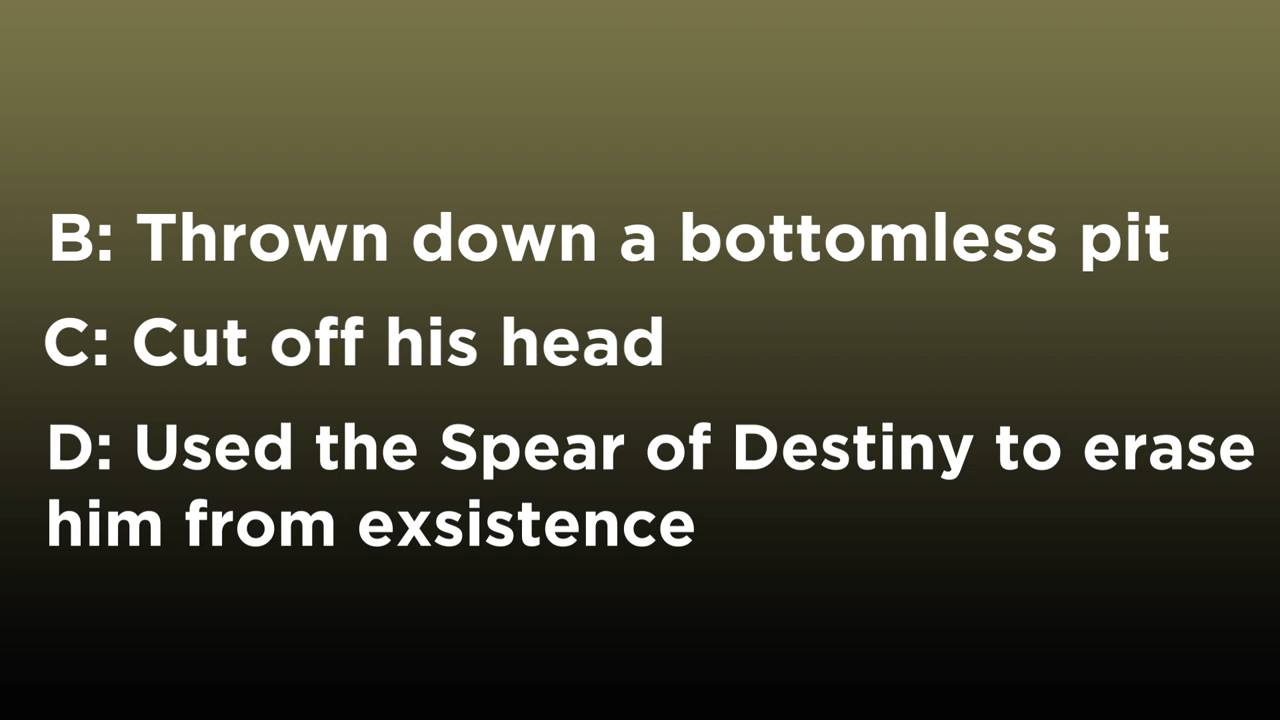 B: Thrown down a bottomless pit
C: Cut off his head
D: Used the Spear of Destiny to erase
him from exsistence